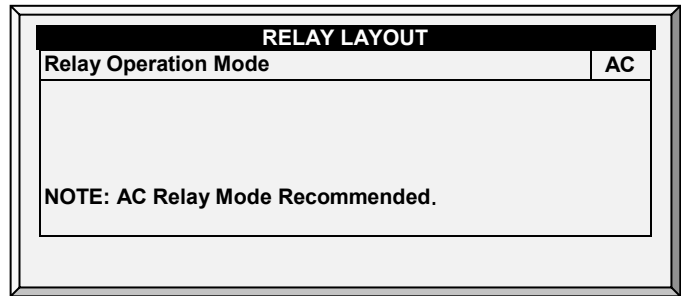 RELAY LAYOUT
Relay Operation Mode AC
NOTE: AC Relay Mode Recommended.